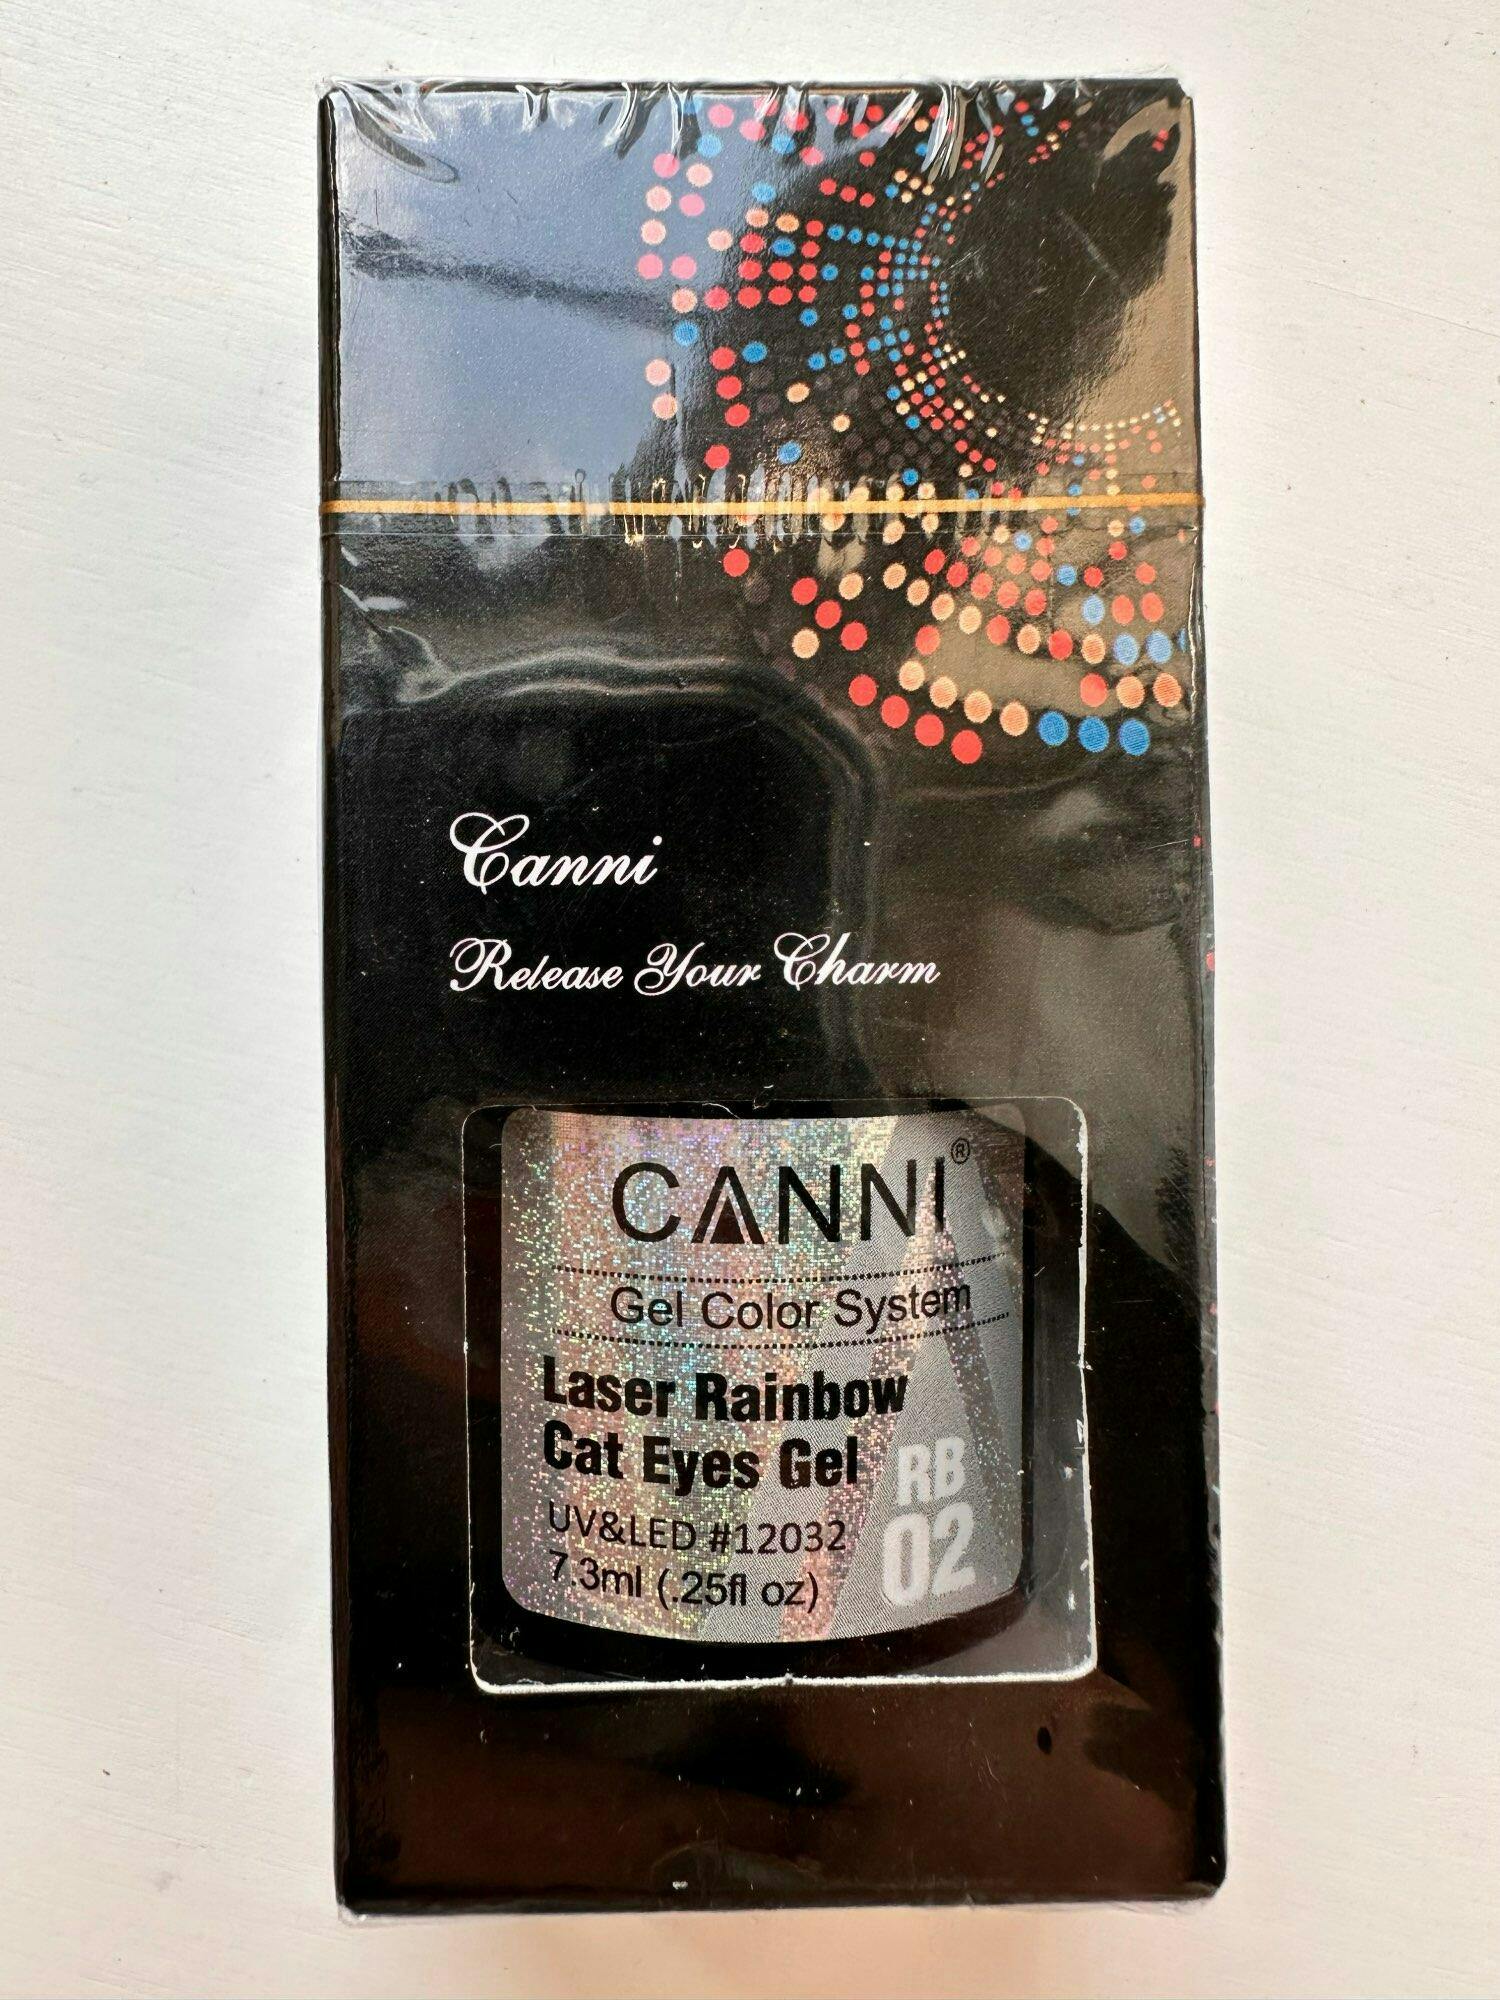 Canni
Release Your Charm
CANNI®
Gel Color System
Laser Rainbow
Cat Eyes Gel
RB
02
UV&LED #12032
7.3ml (.25fl oz)